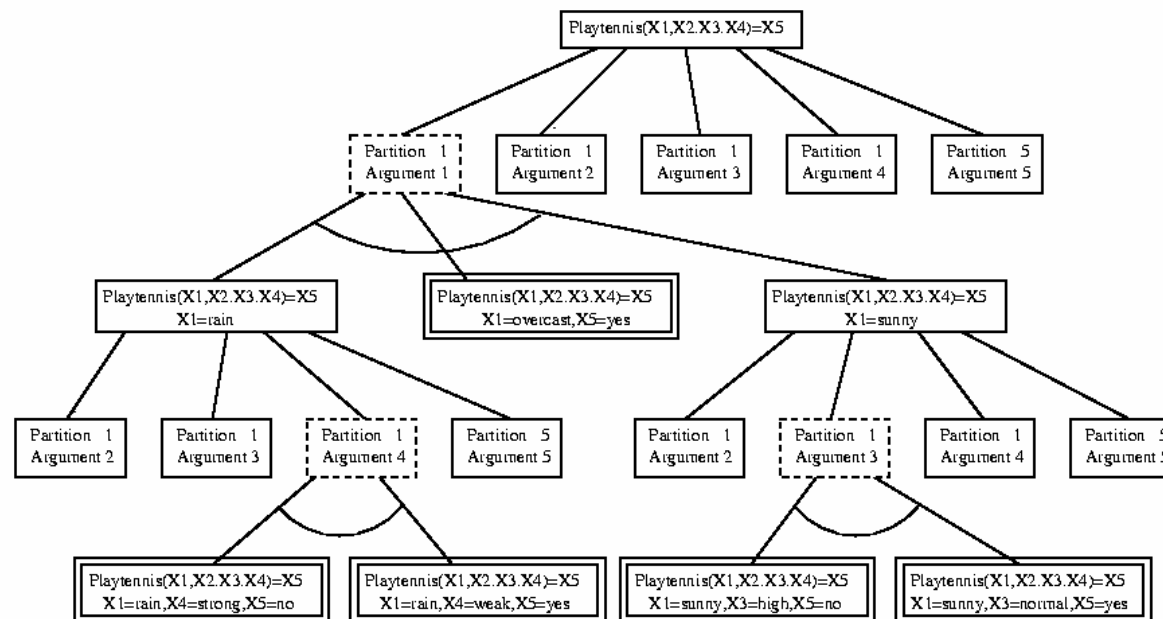 Playtennis(X1,X2.X3.X4)=X5
Partition 1
Argument 1
Partition 1
Argument 2
Partition 1
Argument 3
Partition 1
Argument 4
Partition 5
Argument 5
Playtennis(X1,X2.X3.X4)=X5
X1=rain
Playtennis(X1,X2.X3.X4)=X5
X1=overcast,X5=yes
Playtennis(X1,X2.X3.X4)=X5
X1=sunny
Partition 1
Argument 2
Partition 1
Argument 3
Partition 1
Argument 4
Partition 5
Argument 5
Partition 1
Argument 2
Partition 1
Argument 3
Partition 1
Argument 4
Partition 5
Argument 5
Playtennis(X1,X2.X3.X4)=X5
X1=rain,X4=strong,X5=no
Playtennis(X1,X2.X3.X4)=X5
X1=rain,X4=weak,X5=yes
Playtennis(X1,X2.X3.X4)=X5
X1=sunny,X3=high,X5=no
Playtennis(X1,X2.X3.X4)=X5
X1=sunny,X3=normal,X5=yes